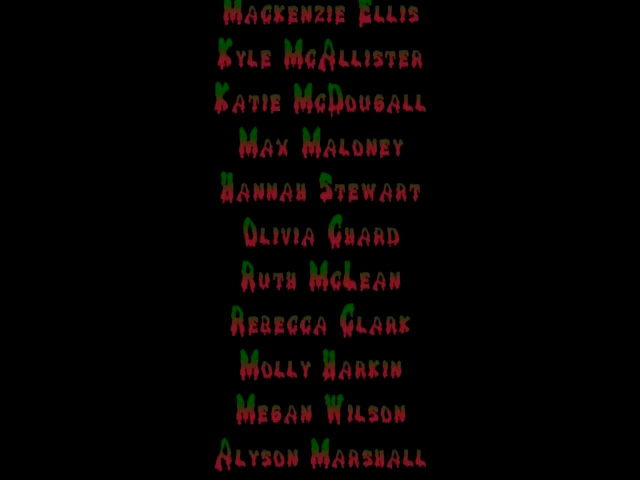 Mackenzie Ellis
Kyle McAllister
Katie McDougall
Max Maloney
Hannah Stewart
Olivia Chard
Ruth McLean
Rebecca Clark
Molly Harkin
Megan Wilson
Alyson Marshall